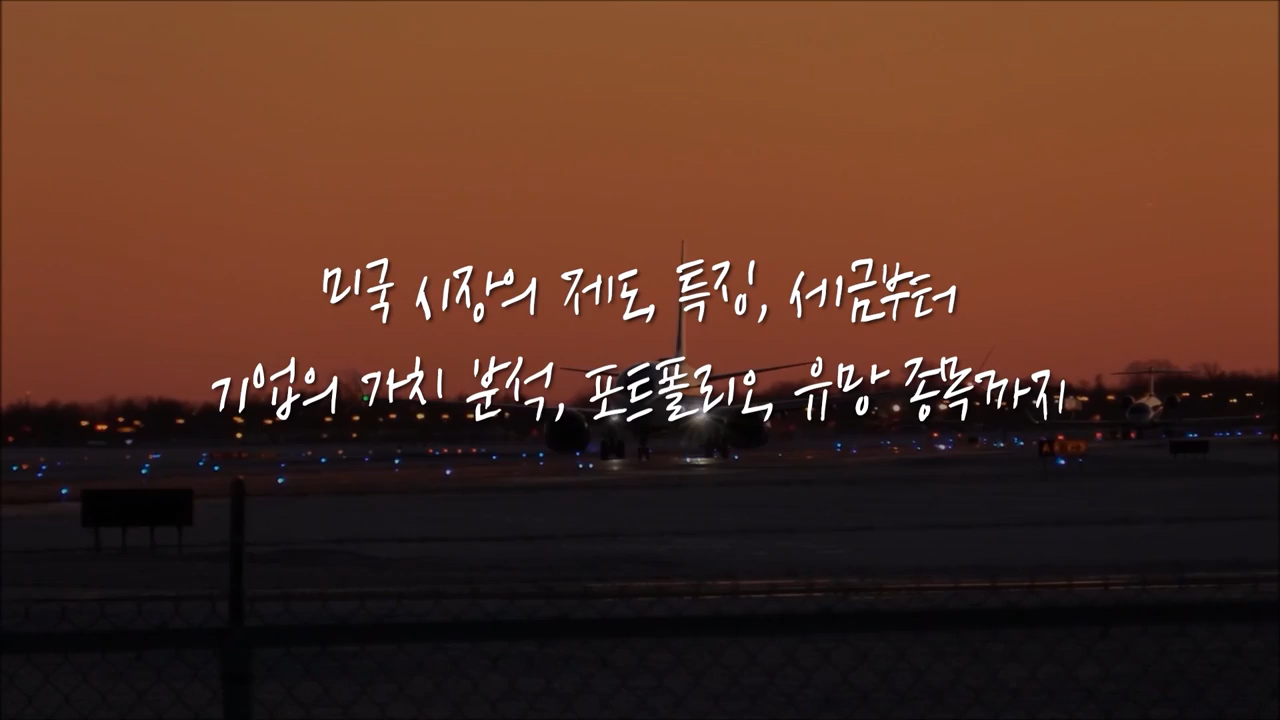 미국 시장의 제도, 특징, 세금부터
기업의 가치 분석, 포트폴리오, 유망 종목까지